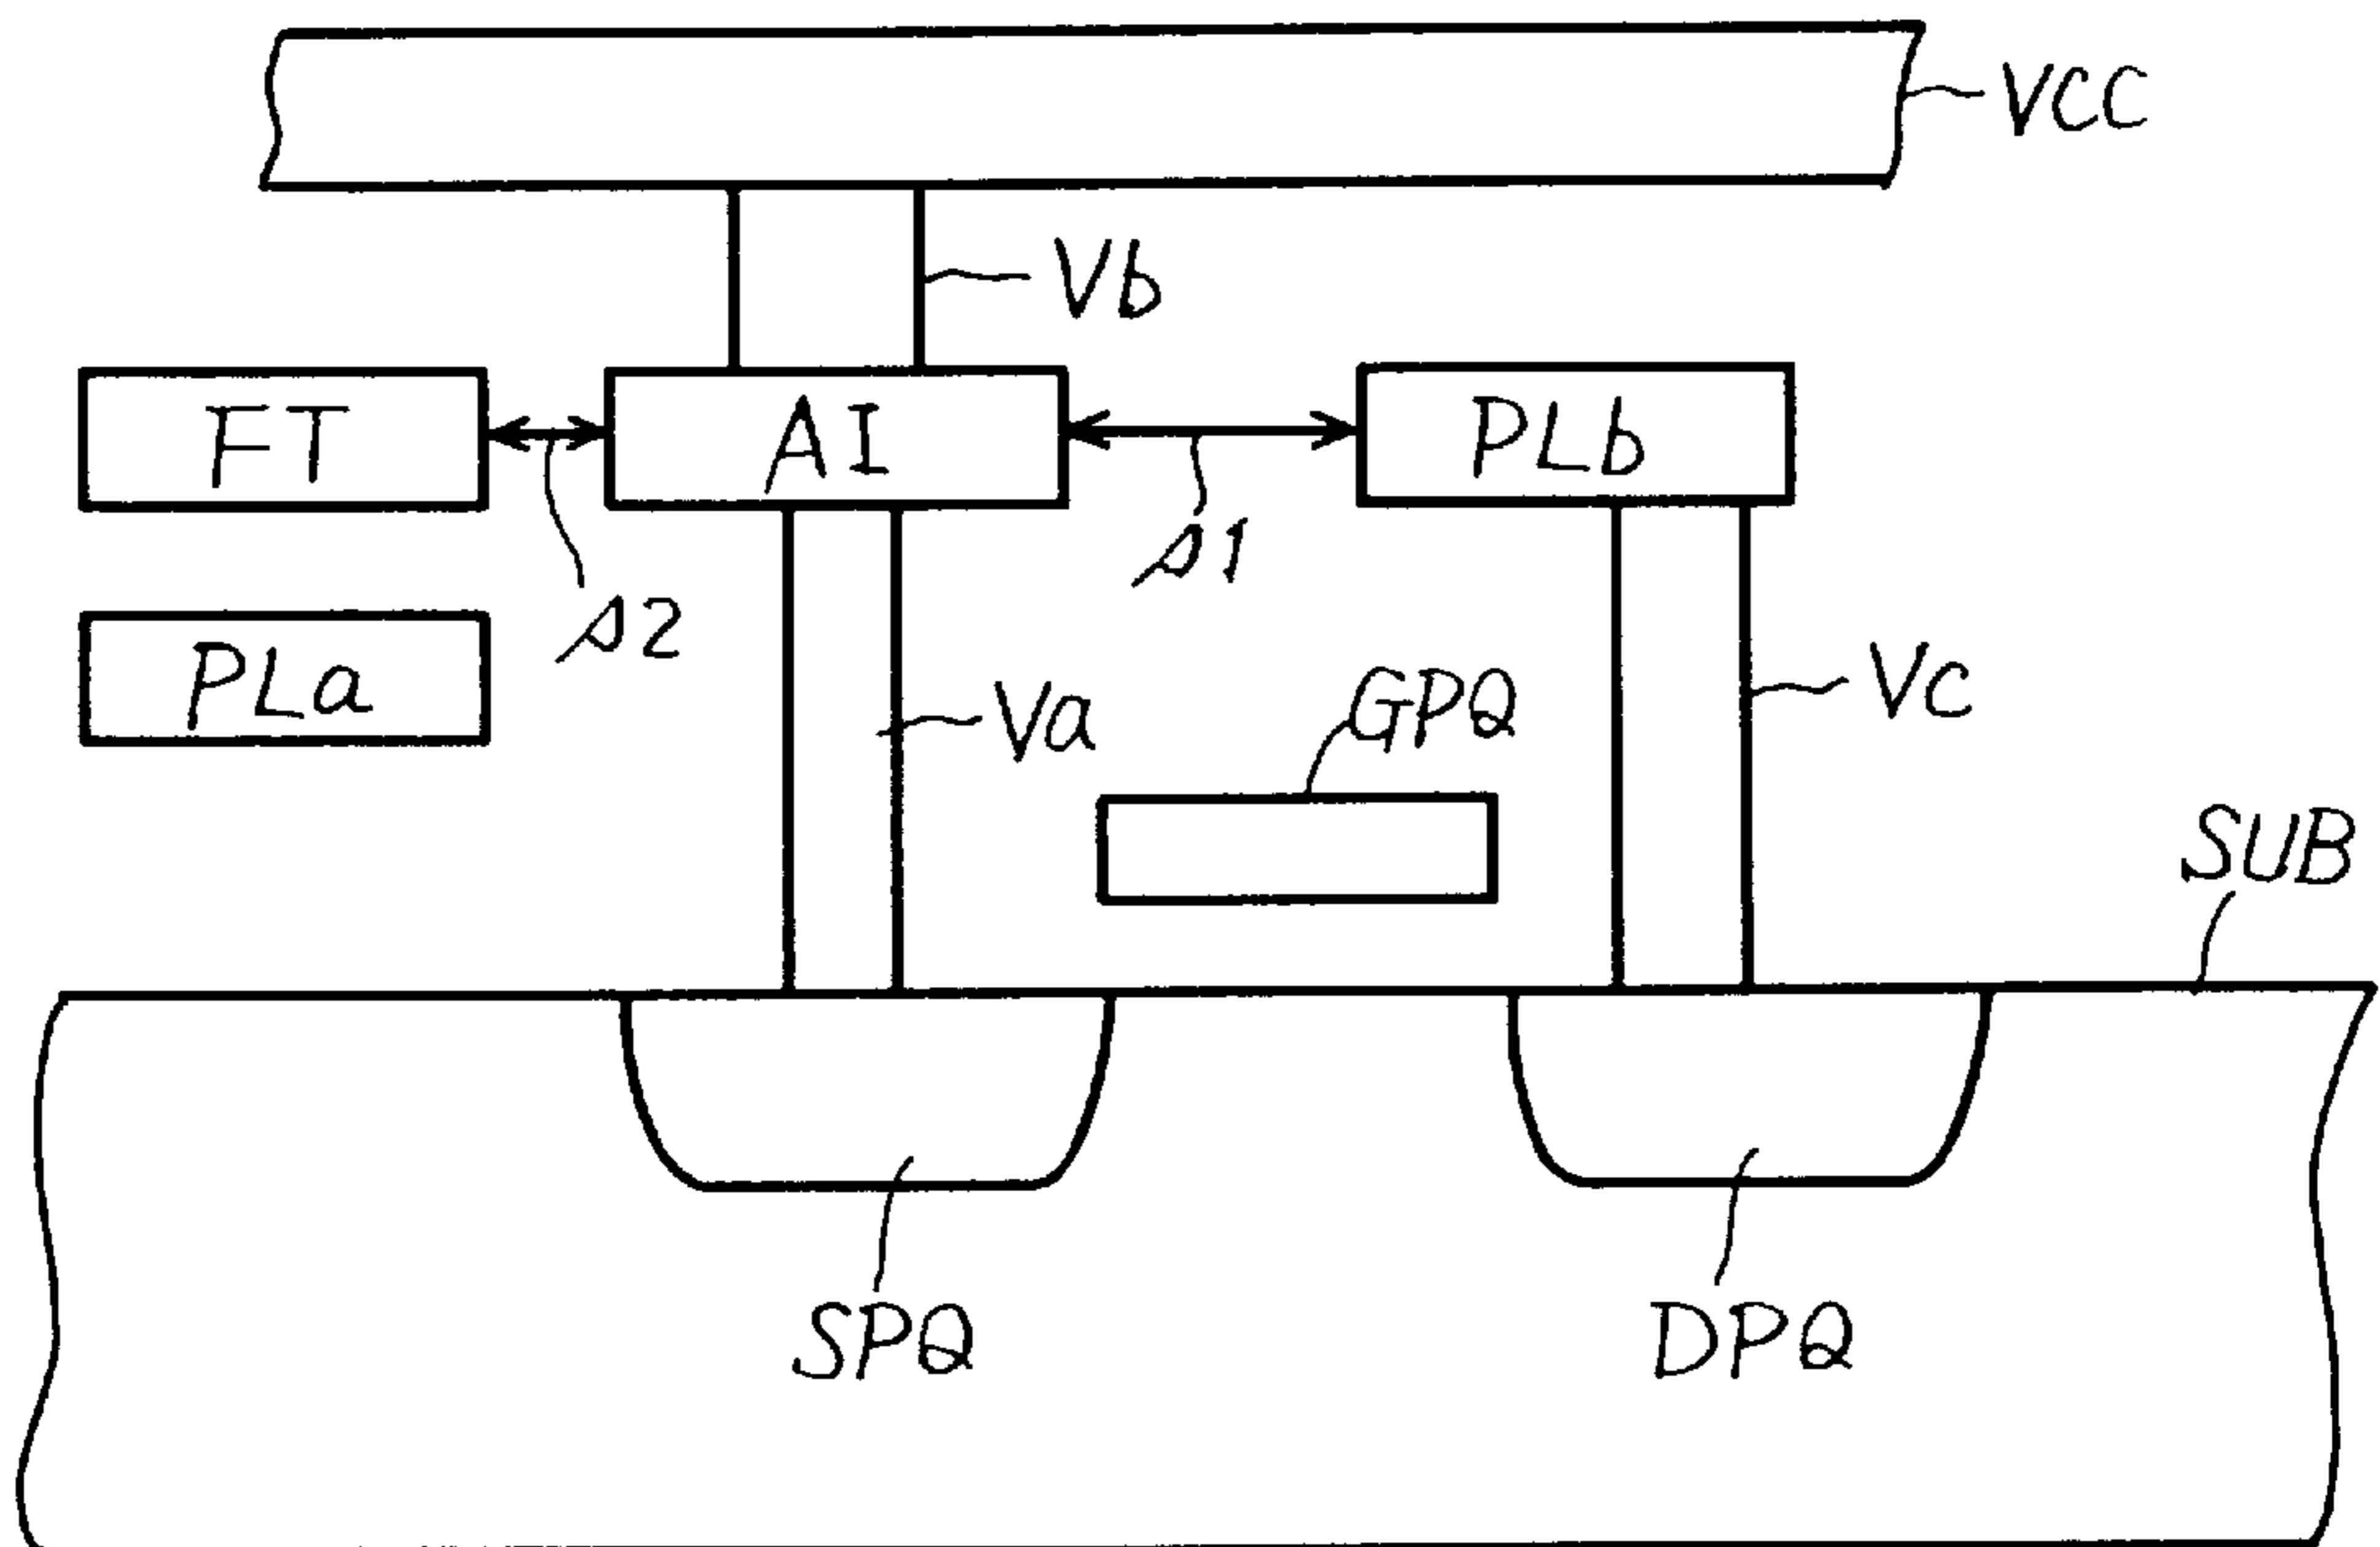 VCC
Vb
FT
AI
PLb
s1
s2
PLa
Va
GPQ
Vc
SUB
SPQ
DPQ